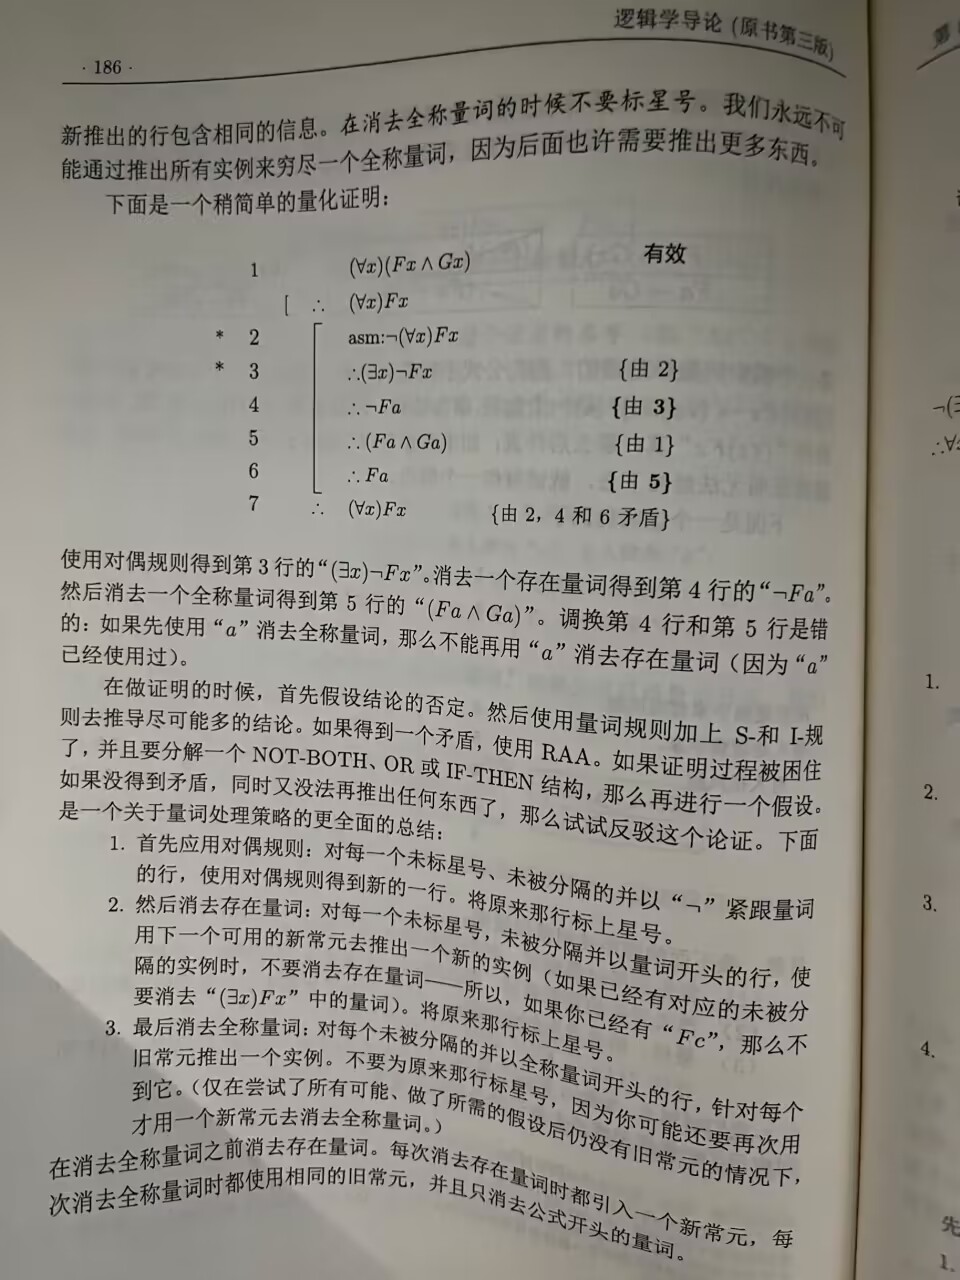 逻辑学导论（原书第三版）
· 186 ·
新推出的行包含相同的信息。在消去全称量词的时候不要标星号。我们永远不可
能通过推出所有实例来穷尽一个全称量词，因为后面也许需要推出更多东西。
下面是一个稍简单的量化证明：
1 (∀x)(Fx∧Gx) 有效
[ ∴ (∀x)Fx
* 2 asm:¬(∀x)Fx
* 3 ∴(∃x)¬Fx {由 2}
4 ∴¬Fa {由 3}
5 ∴(Fa∧Ga) {由 1}
6 ∴Fa {由 5}
7 ∴ (∀x)Fx {由 2，4 和 6 矛盾}
使用对偶规则得到第 3 行的“(∃x)¬Fx”。消去一个存在量词得到第 4 行的“¬Fa”。
然后消去一个全称量词得到第 5 行的“(Fa∧Ga)”。调换第 4 行和第 5 行是错
的：如果先使用“a”消去全称量词，那么不能再用“a”消去存在量词（因为“a”
已经使用过）。
在做证明的时候，首先假设结论的否定。然后使用量词规则加上 S-和 I-规
则去推导尽可能多的结论。如果得到一个矛盾，使用 RAA。如果证明过程被困住
了，并且要分解一个 NOT-BOTH、OR 或 IF-THEN 结构，那么再进行一个假设。
如果没得到矛盾，同时又没法再推出任何东西了，那么试试反驳这个论证。下面
是一个关于量词处理策略的更全面的总结：
1. 首先应用对偶规则：对每一个未标星号、未被分隔的并以“¬”紧跟量词
的行，使用对偶规则得到新的一行。将原来那行标上星号。
2. 然后消去存在量词：对每一个未标星号，未被分隔并以量词开头的行，使
用下一个可用的新常元去推出一个新的实例（如果已经有对应的未被分
隔的实例时，不要消去存在量词——所以，如果你已经有“Fc”，那么不
要消去“(∃x)Fx”中的量词）。将原来那行标上星号。
3. 最后消去全称量词：对每个未被分隔的并以全称量词开头的行，针对每个
旧常元推出一个实例。不要为原来那行标星号，因为你可能还要再次用
到它。（仅在尝试了所有可能、做了所需的假设后仍没有旧常元的情况下，
才用一个新常元去消去全称量词。）
在消去全称量词之前消去存在量词。每次消去存在量词时都引入一个新常元，每
次消去全称量词时都使用相同的旧常元，并且只消去公式开头的量词。
第
¬(∃
∴∀
1.
2.
3.
4.
先
1.